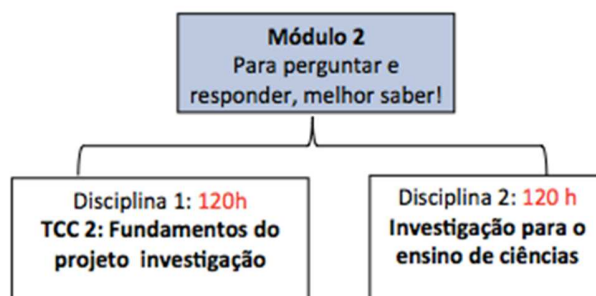 Módulo 2
Para perguntar e
responder, melhor saber!
Disciplina 1: 120h
TCC 2: Fundamentos do
projeto investigação
Disciplina 2: 120 h
Investigação para o
ensino de ciências